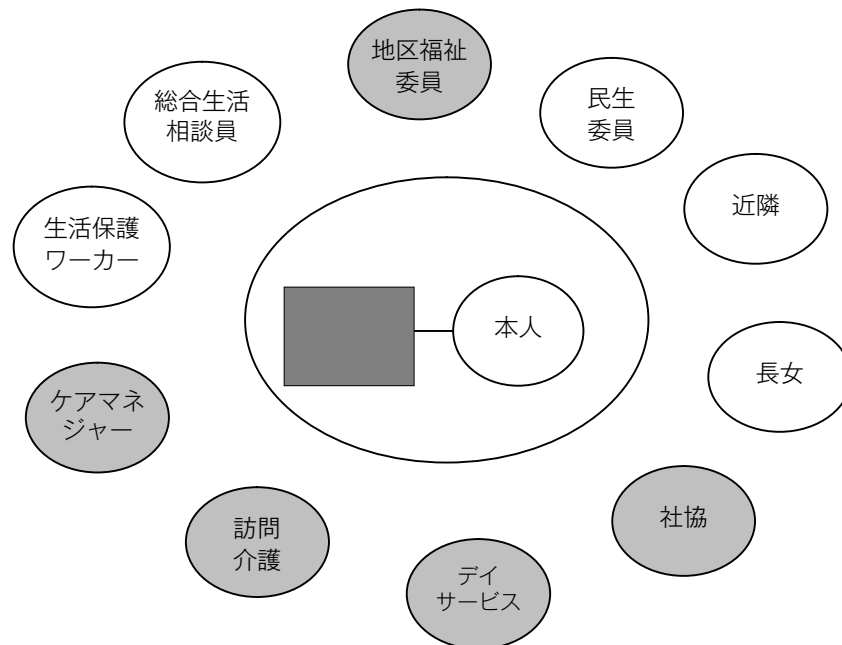 地区福祉
委員
総合生活
相談員
民生
委員
近隣
生活保護
ワーカー
本人
長女
ケアマネ
ジャー
社協
訪問
介護
デイ
サービス